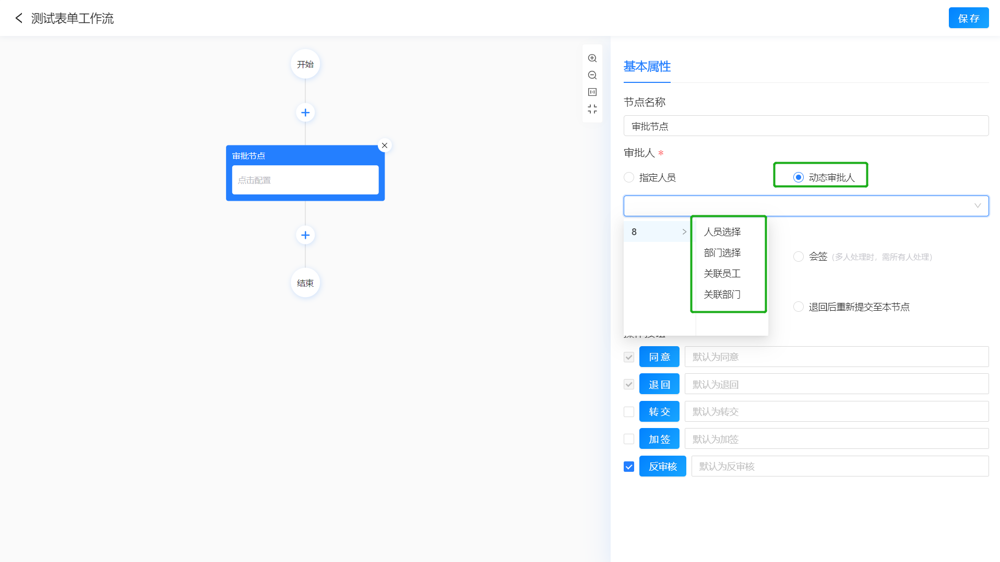 测试表单工作流
保存
开始
审批节点
点击配置
结束
基本属性
节点名称
审批节点
审批人 *
指定人员
动态审批人
8
人员选择
部门选择
关联员工
关联部门
会签（多人处理时，需所有人处理）
退回后重新提交至本节点
同意
默认为同意
退回
默认为退回
转交
默认为转交
加签
默认为加签
反审核
默认为反审核